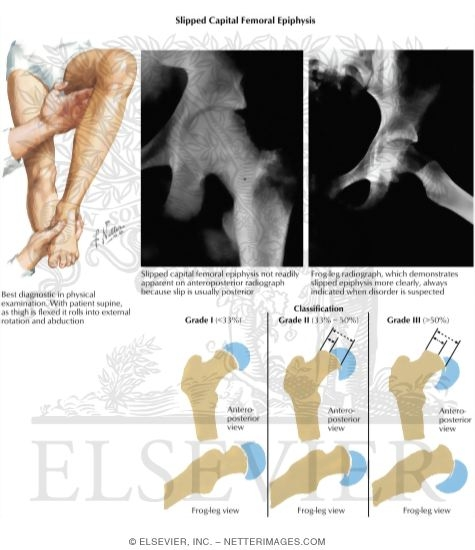 Slipped Capital Femoral Epiphysis
Best diagnostic in physical
examination. With patient supine,
as thigh is flexed it rolls into external
rotation and abduction
Slipped capital femoral epiphysis not readily
apparent on anteroposterior radiograph
because slip is usually posterior
Frog-leg radiograph, which demonstrates
slipped epiphysis more clearly, always
indicated when disorder is suspected
Classification
Grade I (<33%)
Antero-
posterior
view
Frog-leg view
Grade II (33% – 50%)
Antero-
posterior
view
Frog-leg view
Grade III (>50%)
Antero-
posterior
view
Frog-leg view
ELSEVIER
© ELSEVIER, INC. – NETTERIMAGES.COM